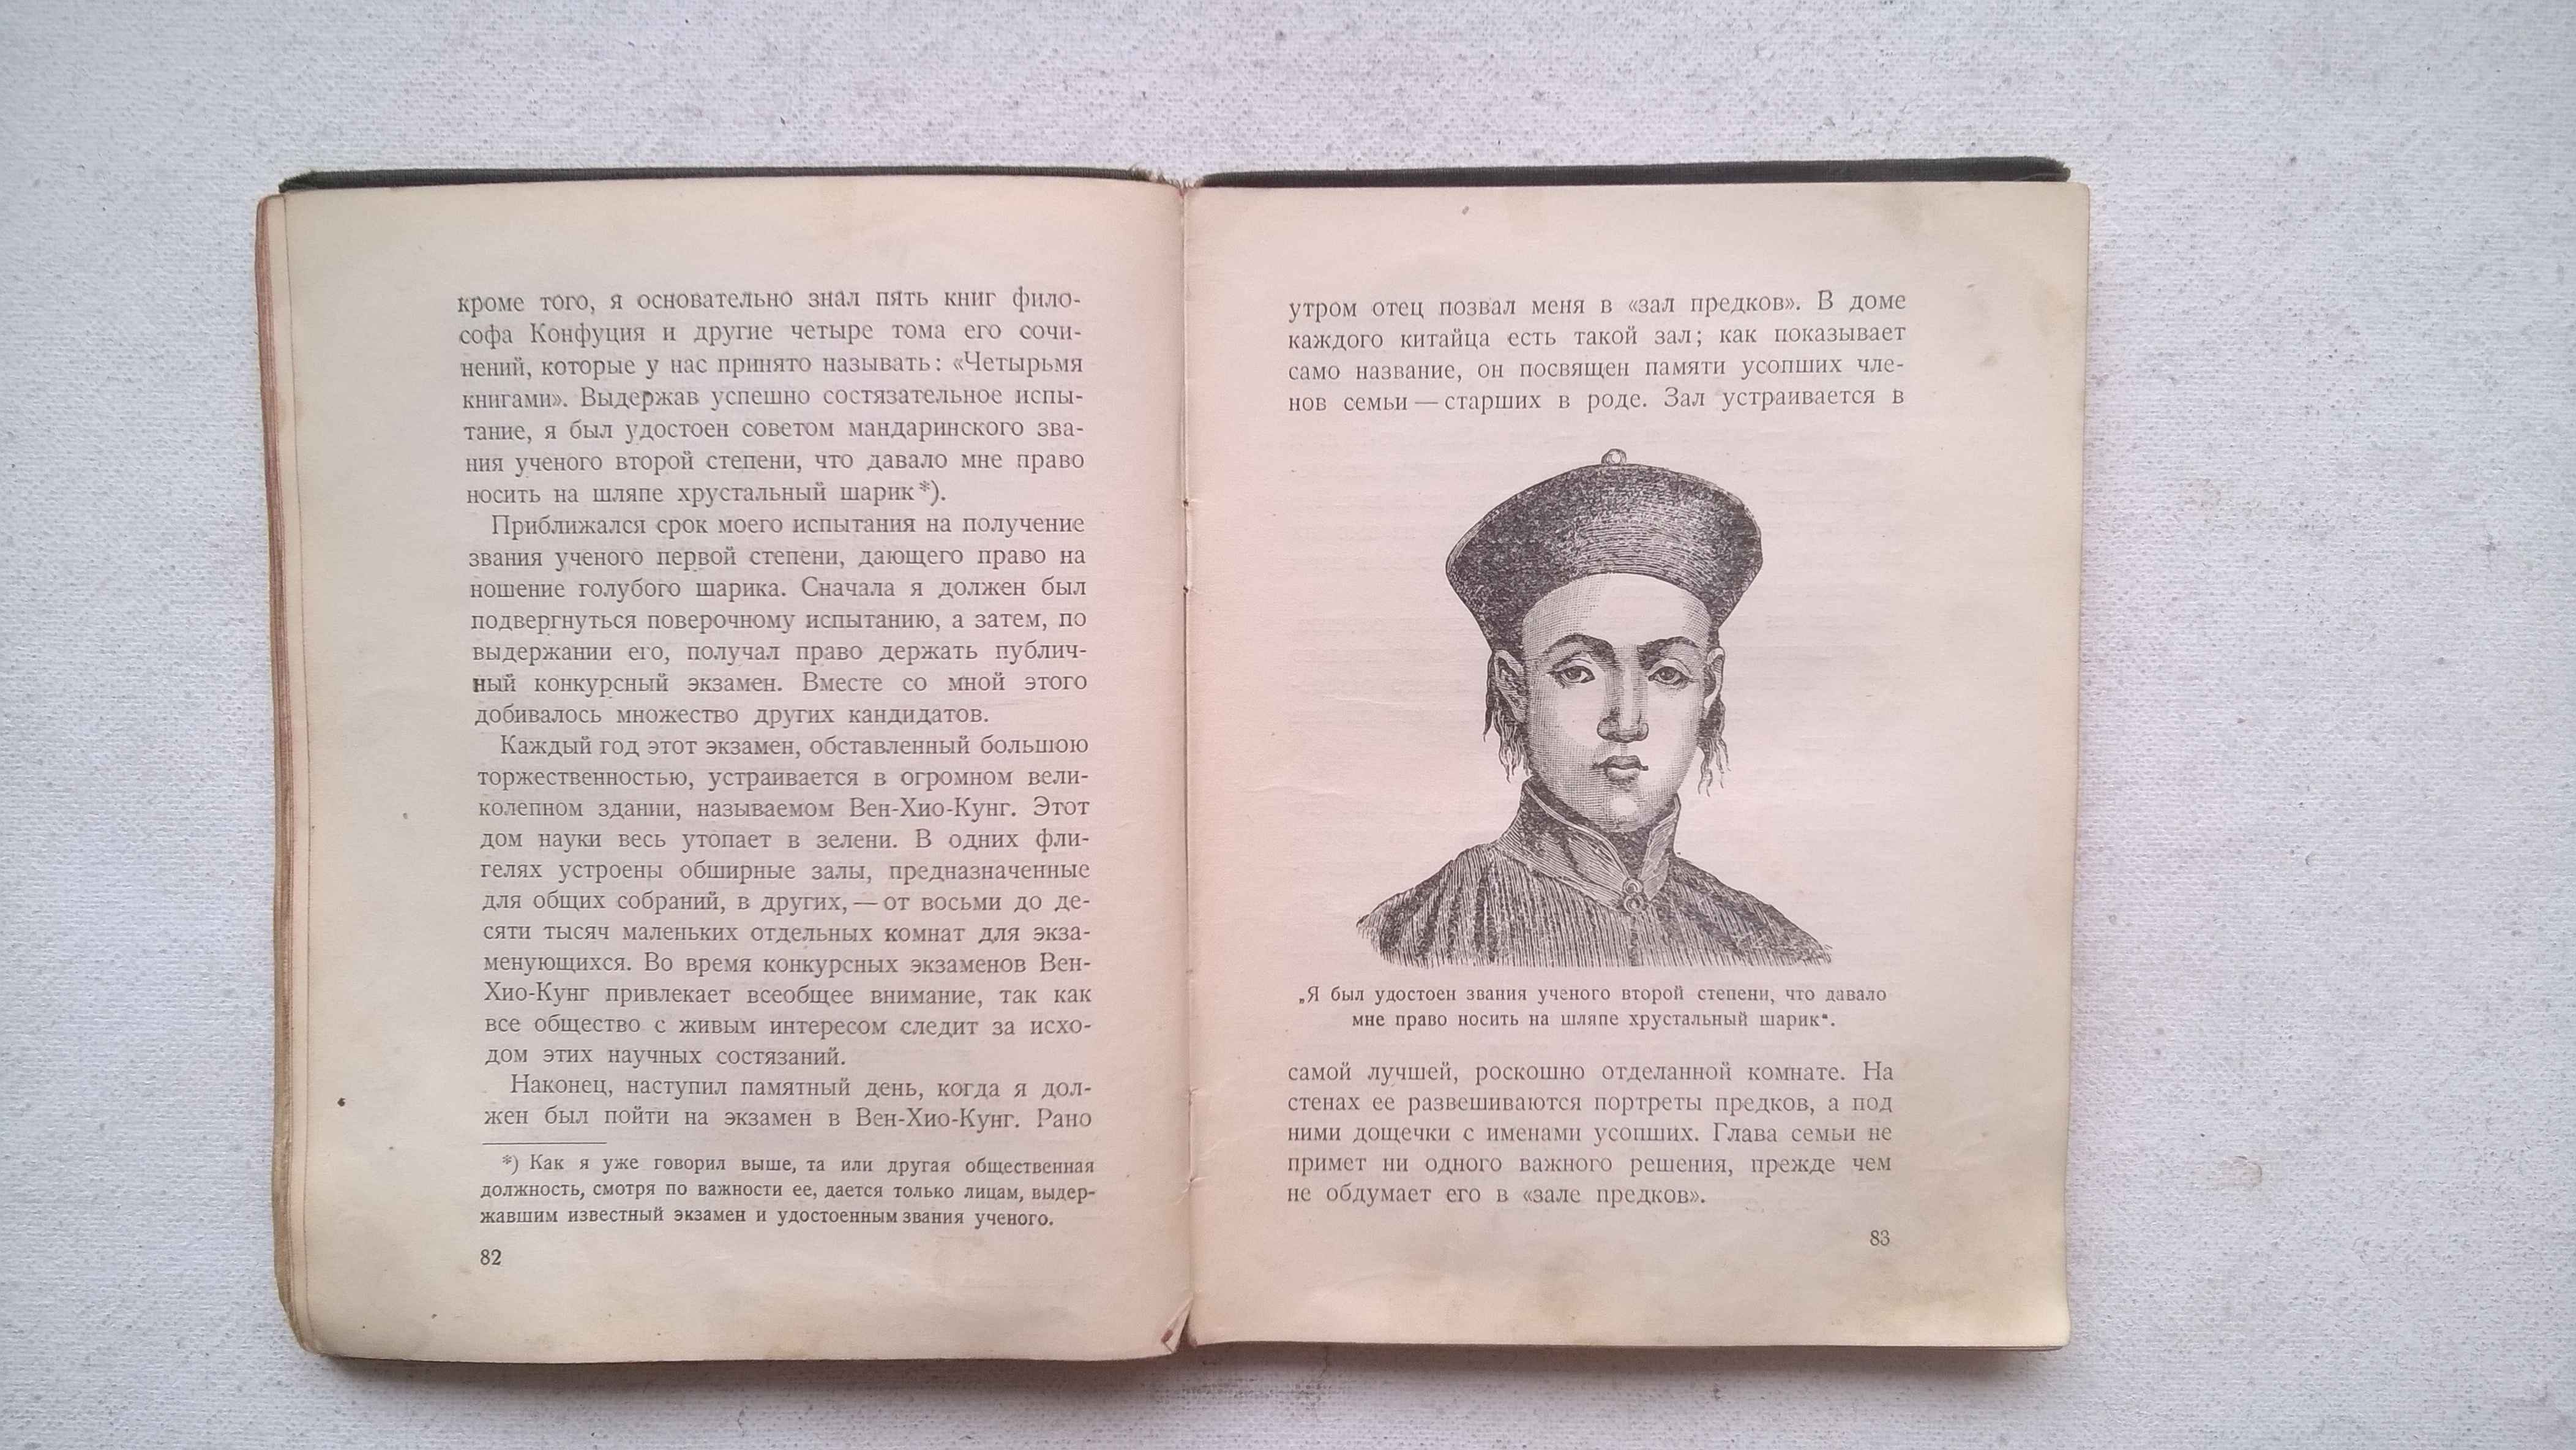 кроме того, я основательно знал пять книг фило-
софа Конфуция и другие четыре тома его сочи-
нений, которые у нас принято называть: «Четырьмя
книгами». Выдержав успешно состязательное испы-
тание, я был удостоен советом мандаринского зва-
ния ученого второй степени, что давало мне право
носить на шляпе хрустальный шарик*).
Приближался срок моего испытания на получение
звания ученого первой степени, дающего право на
ношение голубого шарика. Сначала я должен был
подвергнуться поверочному испытанию, а затем, по
выдержании его, получал право держать публич-
ный конкурсный экзамен. Вместе со мной этого
добивалось множество других кандидатов.
Каждый год этот экзамен, обставленный большою
торжественностью, устраивается в огромном вели-
колепном здании, называемом Вен-Хио-Кунг. Этот
дом науки весь утопает в зелени. В одних фли-
гелях устроены обширные залы, предназначенные
для общих собраний, в других, — от восьми до де-
сяти тысяч маленьких отдельных комнат для экза-
менующихся. Во время конкурсных экзаменов Вен-
Хио-Кунг привлекает всеобщее внимание, так как
все общество с живым интересом следит за исхо-
дом этих научных состязаний.
Наконец, наступил памятный день, когда я дол-
жен был пойти на экзамен в Вен-Хио-Кунг. Рано
*) Как я уже говорил выше, та или другая общественная
должность, смотря по важности ее, дается только лицам, выдер-
жавшим известный экзамен и удостоенным звания ученого.
82
утром отец позвал меня в «зал предков». В доме
каждого китайца есть такой зал; как показывает
само название, он посвящен памяти усопших чле-
нов семьи — старших в роде. Зал устраивается в
„Я был удостоен звания ученого второй степени, что давало
мне право носить на шляпе хрустальный шарик“.
самой лучшей, роскошно отделанной комнате. На
стенах ее развешиваются портреты предков, а под
ними дощечки с именами усопших. Глава семьи не
примет ни одного важного решения, прежде чем
не обдумает его в «зале предков».
83